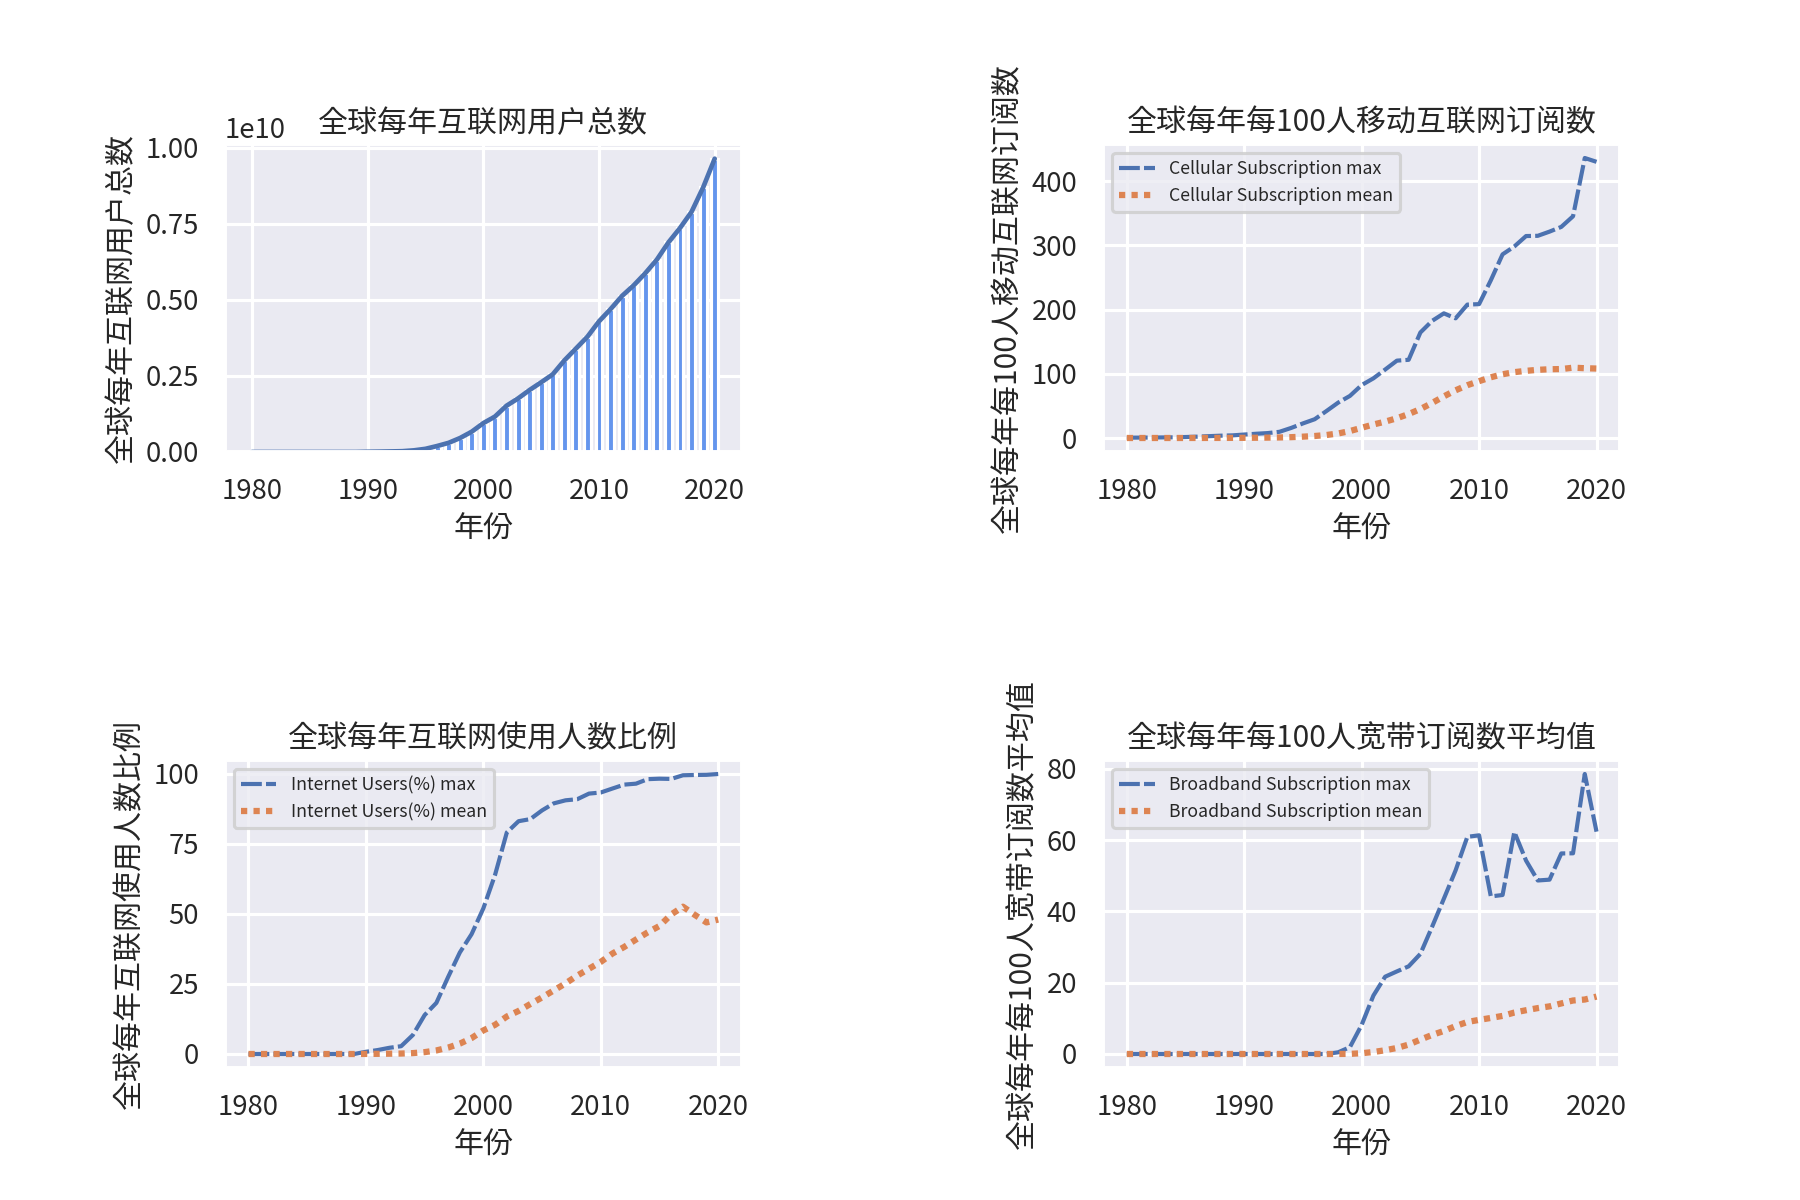 全球每年互联网用户总数
1e10
全球每年互联网用户总数
1.00
0.75
0.50
0.25
0.00
1980 1990 2000 2010 2020
年份
全球每年每100人移动互联网订阅数
全球每年每100人移动互联网订阅数
Cellular Subscription max
Cellular Subscription mean
400
300
200
100
0
1980 1990 2000 2010 2020
年份
全球每年互联网使用人数比例
全球每年互联网使用人数比例
Internet Users(%) max
Internet Users(%) mean
100
75
50
25
0
1980 1990 2000 2010 2020
年份
全球每年每100人宽带订阅数平均值
全球每年每100人宽带订阅数平均值
Broadband Subscription max
Broadband Subscription mean
80
60
40
20
0
1980 1990 2000 2010 2020
年份